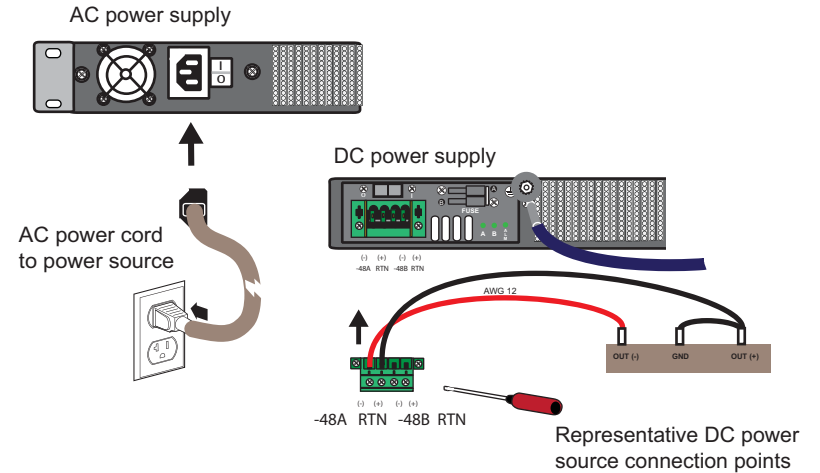 AC power supply
I
O
DC power supply
A
B
FUSE
A B
AC power cord
to power source
(-) (+) (-) (+)
-48A RTN -48B RTN
AWG 12
OUT (-) GND OUT (+)
(-) (+) (-) (+)
-48A RTN -48B RTN
Representative DC power
source connection points